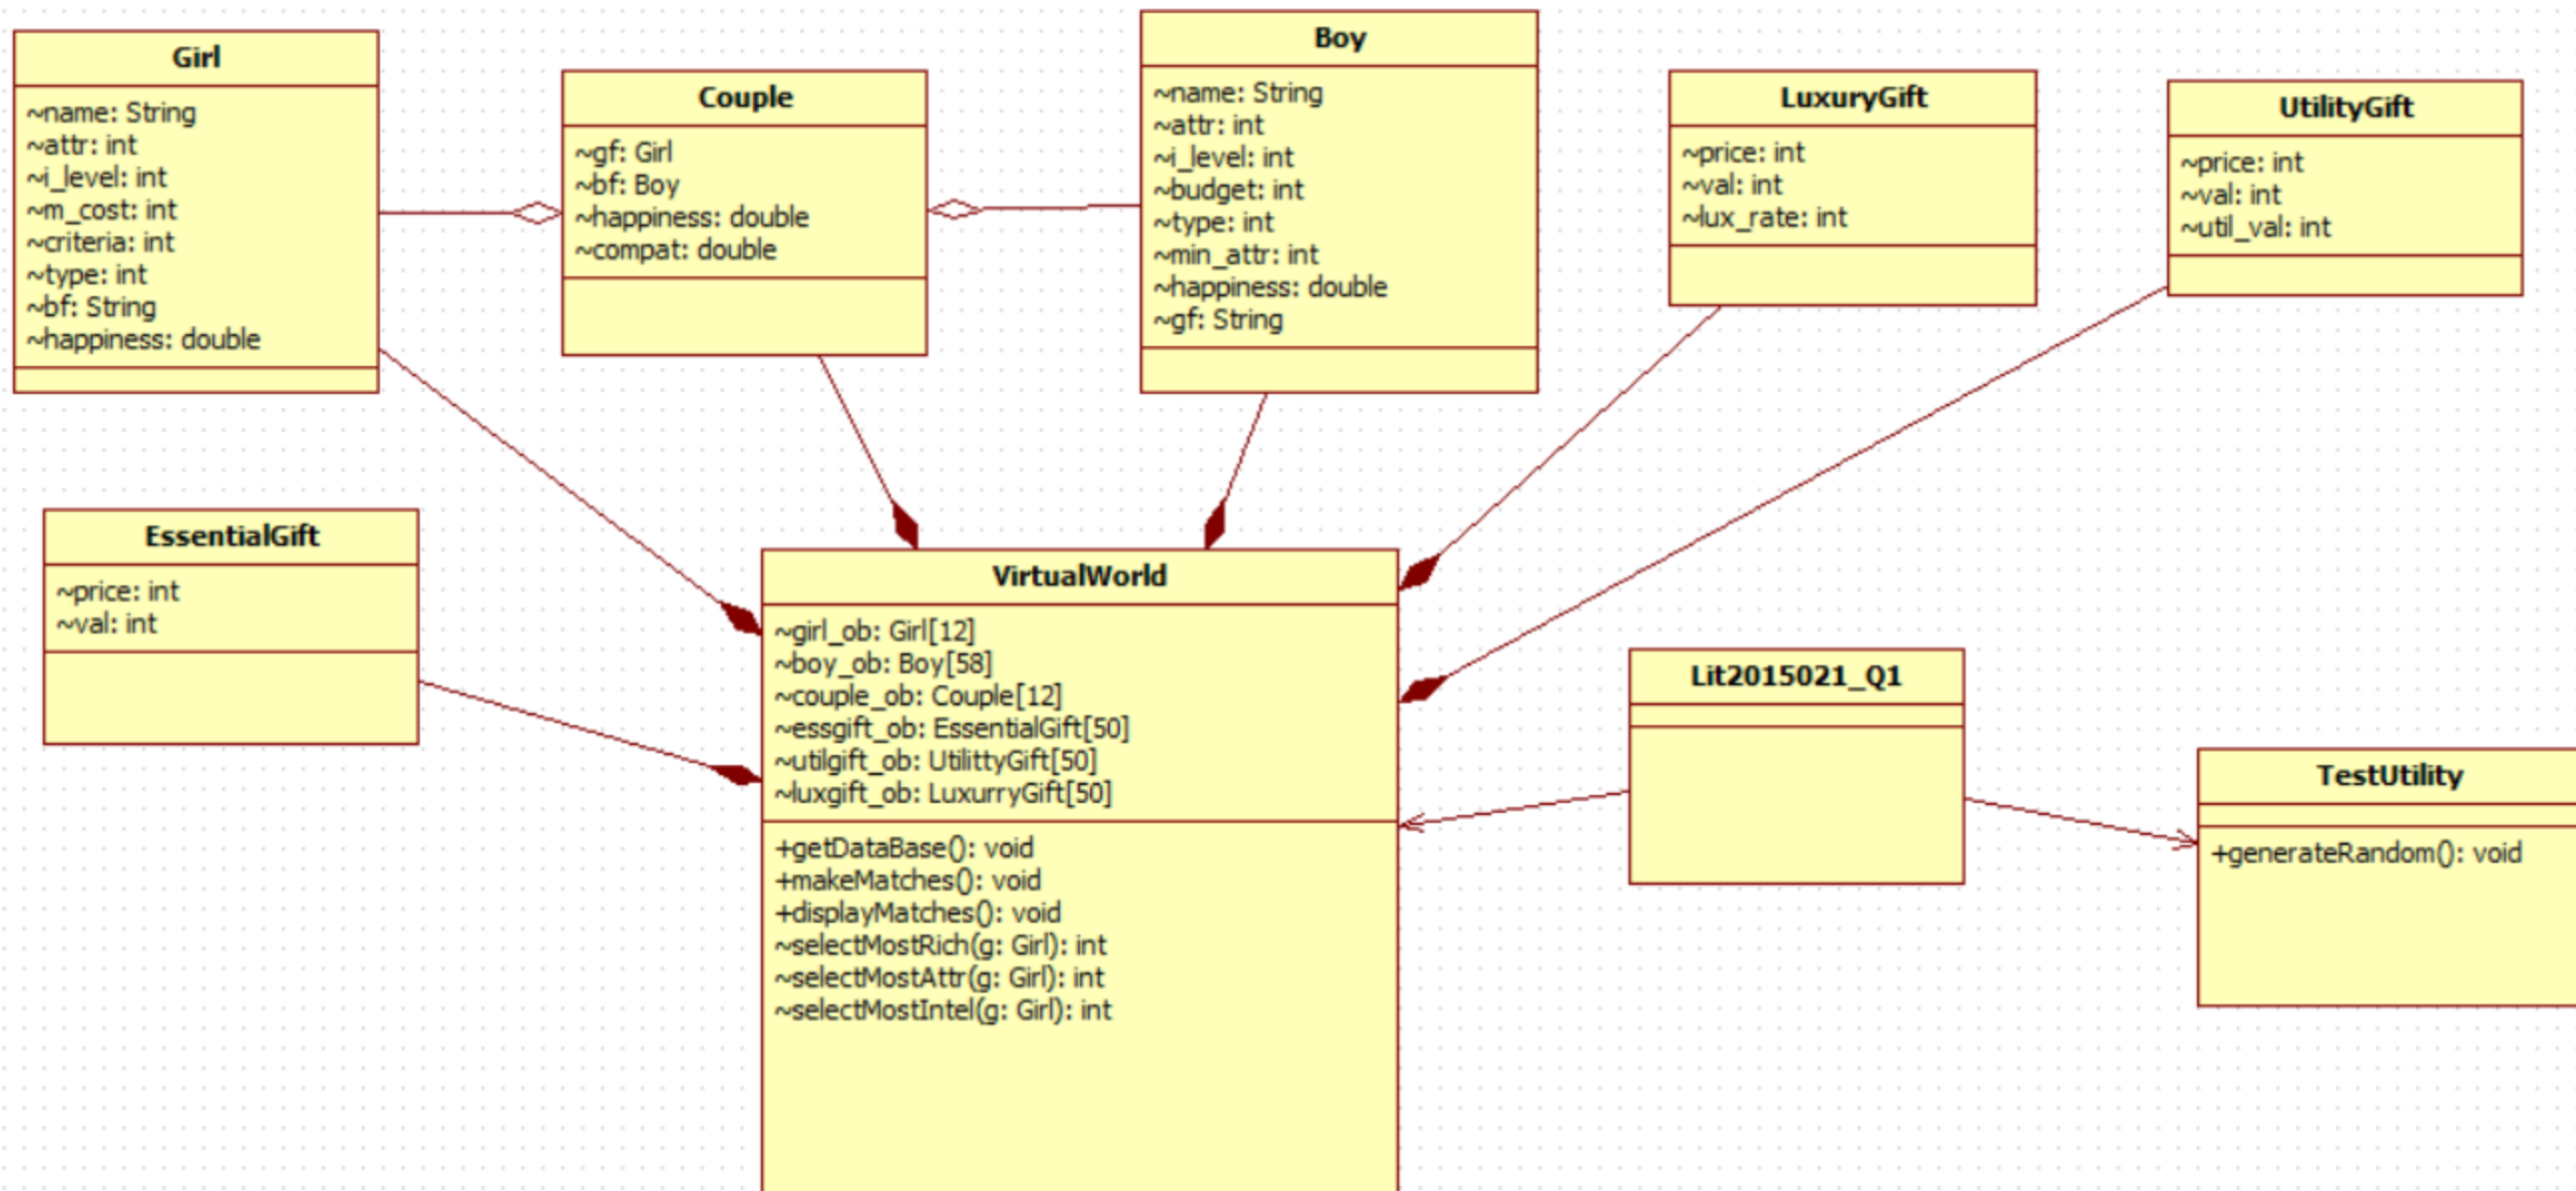 Girl
~name: String
~attr: int
~i_level: int
~m_cost: int
~criteria: int
~type: int
~bf: String
~happiness: double
Couple
~gf: Girl
~bf: Boy
~happiness: double
~compat: double
Boy
~name: String
~attr: int
~i_level: int
~budget: int
~type: int
~min_attr: int
~happiness: double
~gf: String
LuxuryGift
~price: int
~val: int
~lux_rate: int
UtilityGift
~price: int
~val: int
~util_val: int
EssentialGift
~price: int
~val: int
VirtualWorld
~girl_ob: Girl[12]
~boy_ob: Boy[58]
~couple_ob: Couple[12]
~essgift_ob: EssentialGift[50]
~utilgift_ob: UtilittyGift[50]
~luxgift_ob: LuxurryGift[50]
+getDataBase(): void
+makeMatches(): void
+displayMatches(): void
~selectMostRich(g: Girl): int
~selectMostAttr(g: Girl): int
~selectMostIntel(g: Girl): int
Lit2015021_Q1
TestUtility
+generateRandom(): void